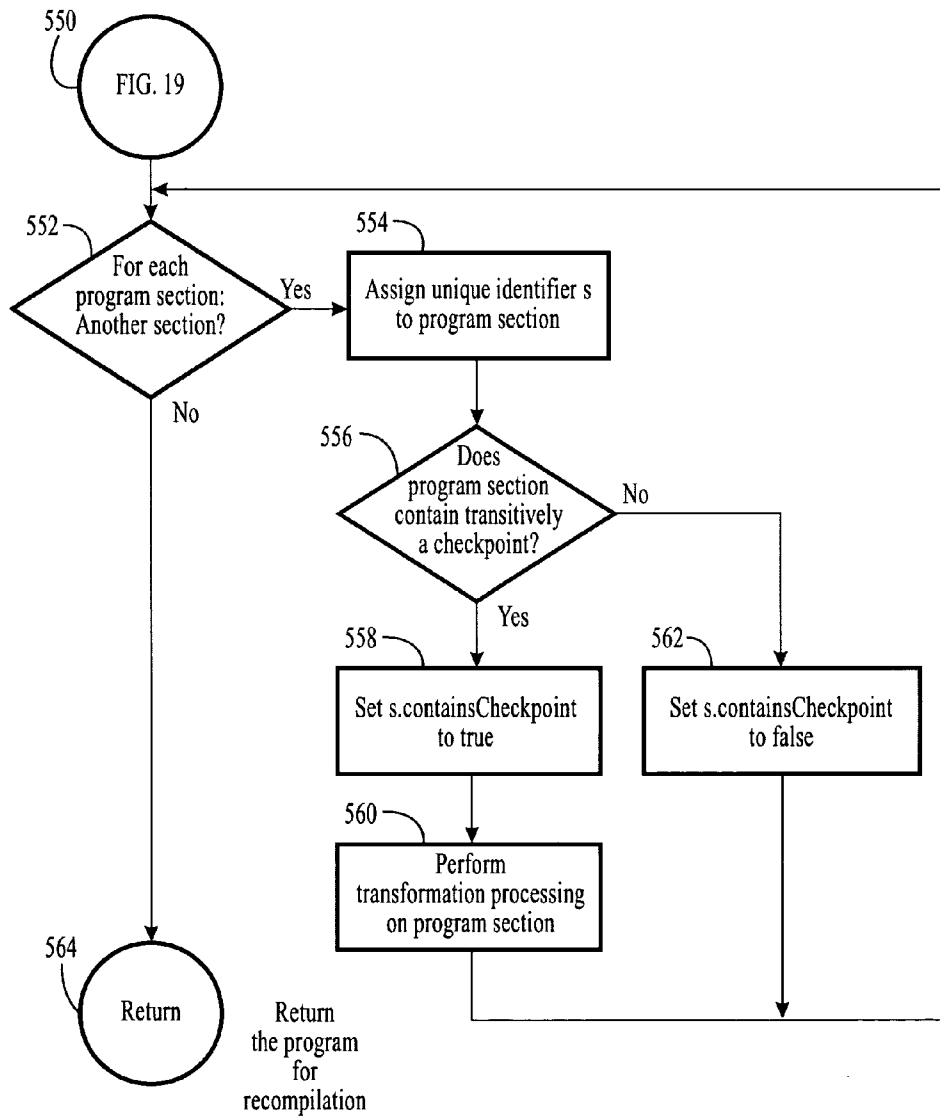 550
FIG. 19
552
For each
program section:
Another section?
Yes
No
554
Assign unique identifier s
to program section
556
Does
program section
contain transitively
a checkpoint?
No
Yes
558
Set s.containsCheckpoint
to true
562
Set s.containsCheckpoint
to false
560
Perform
transformation processing
on program section
564
Return
Return
the program
for
recompilation